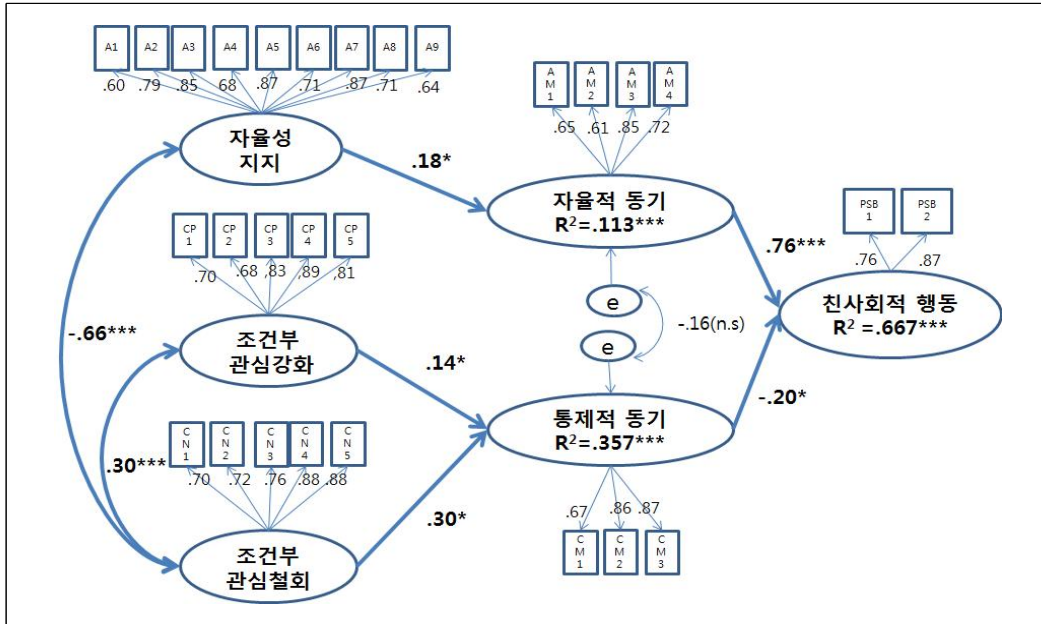 A1 A2 A3 A4 A5 A6 A7 A8 A9
.60 .79 .85 .68 .87 .71 .87 .71 .64
자율성
지지
A
M
1
A
M
2
A
M
3
A
M
4
.65 .61 .85 .72
.18*
자율적 동기
R²=.113***
CP
1
CP
2
CP
3
CP
4
CP
5
.70 .68 ,83 ,89 ,81
PSB
1
PSB
2
.76 .87
.76***
친사회적 행동
R² =.667***
e
-.16(n.s)
e
-.66***
조건부
관심강화
.14*
-.20*
통제적 동기
R²=.357***
C
N
1
C
N
2
C
N
3
C
N
4
C
N
5
.70 .72 .76 .88 .88
.30***
.30*
.67 .86 .87
C
M
1
C
M
2
C
M
3
조건부
관심철회